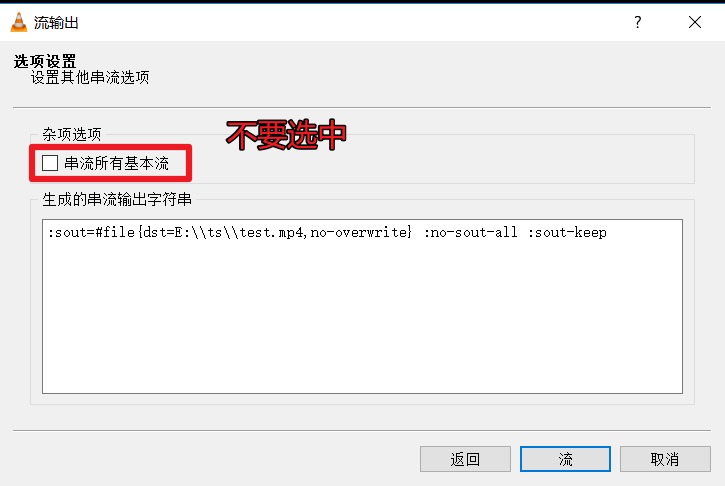 流输出
?
选项设置
设置其他串流选项
杂项选项
不要选中
串流所有基本流
生成的串流输出字符串
:sout=#file{dst=E:\\ts\\test.mp4,no-overwrite} :no-sout-all :sout-keep
返回
流
取消